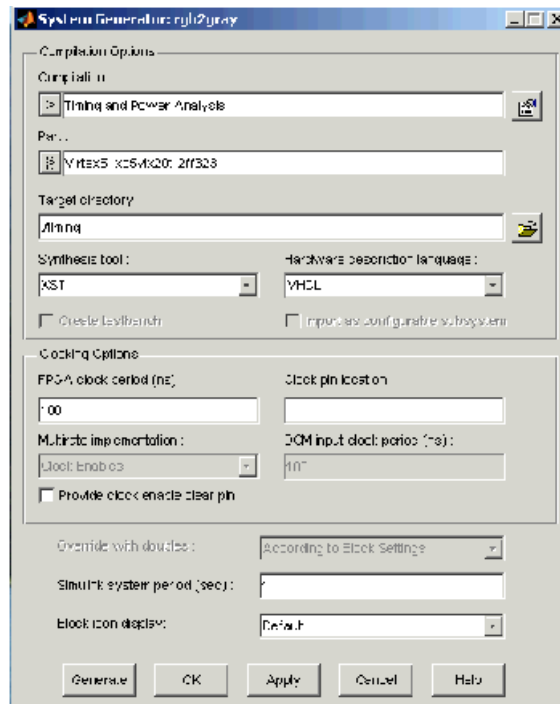 System Generator: rgb2gray
Compilation Options
Compilation :
Timing and Power Analysis
Part :
Virtex5
Target directory :
./timing
Synthesis tool :
Hardware description language :
XST
VHDL
Create testbench
Import as configurable subsystem
Clocking Options
FPGA clock period (ns) :
Clock pin location :
100
Multirate implementation :
DCM input clock period (ns) :
Clock Enables
Provide clock enable clear pin
Override with doubles :
According to Block Settings
Simulink system period (sec) :
1
Block icon display:
Default
Generate
OK
Apply
Cancel
Help